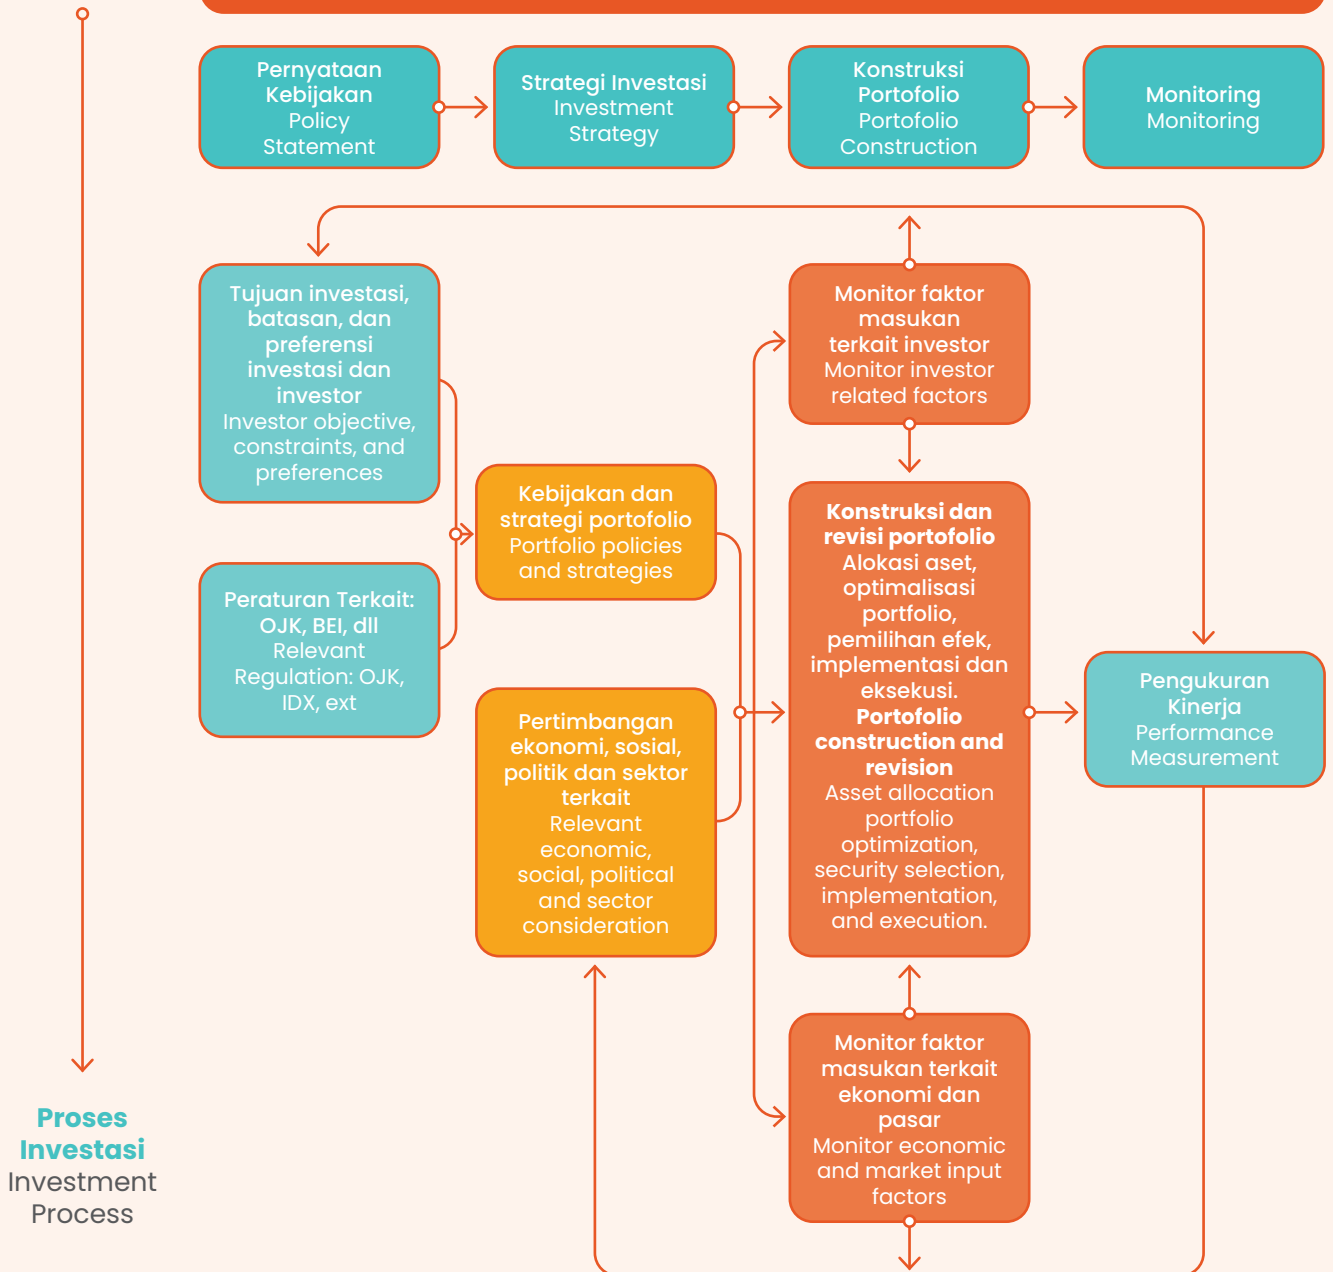 Pernyataan
Kebijakan
Policy
Statement
Strategi Investasi
Investment
Strategy
Konstruksi
Portofolio
Portofolio
Construction
Monitoring
Monitoring
Tujuan investasi,
batasan, dan
preferensi
investasi dan
investor
Investor objective,
constraints, and
preferences
Peraturan Terkait:
OJK, BEI, dll
Relevant
Regulation: OJK,
IDX, ext
Kebijakan dan
strategi portofolio
Portfolio policies
and strategies
Pertimbangan
ekonomi, sosial,
politik dan sektor
terkait
Relevant
economic,
social, political
and sector
consideration
Monitor faktor
masukan
terkait investor
Monitor investor
related factors
Konstruksi dan
revisi portofolio
Alokasi aset,
optimalisasi
portfolio,
pemilihan efek,
implementasi dan
eksekusi.
Portofolio
construction and
revision
Asset allocation
portfolio
optimization,
security selection,
implementation,
and execution.
Monitor faktor
masukan terkait
ekonomi dan
pasar
Monitor economic
and market input
factors
Pengukuran
Kinerja
Performance
Measurement
Proses
Investasi
Investment
Process